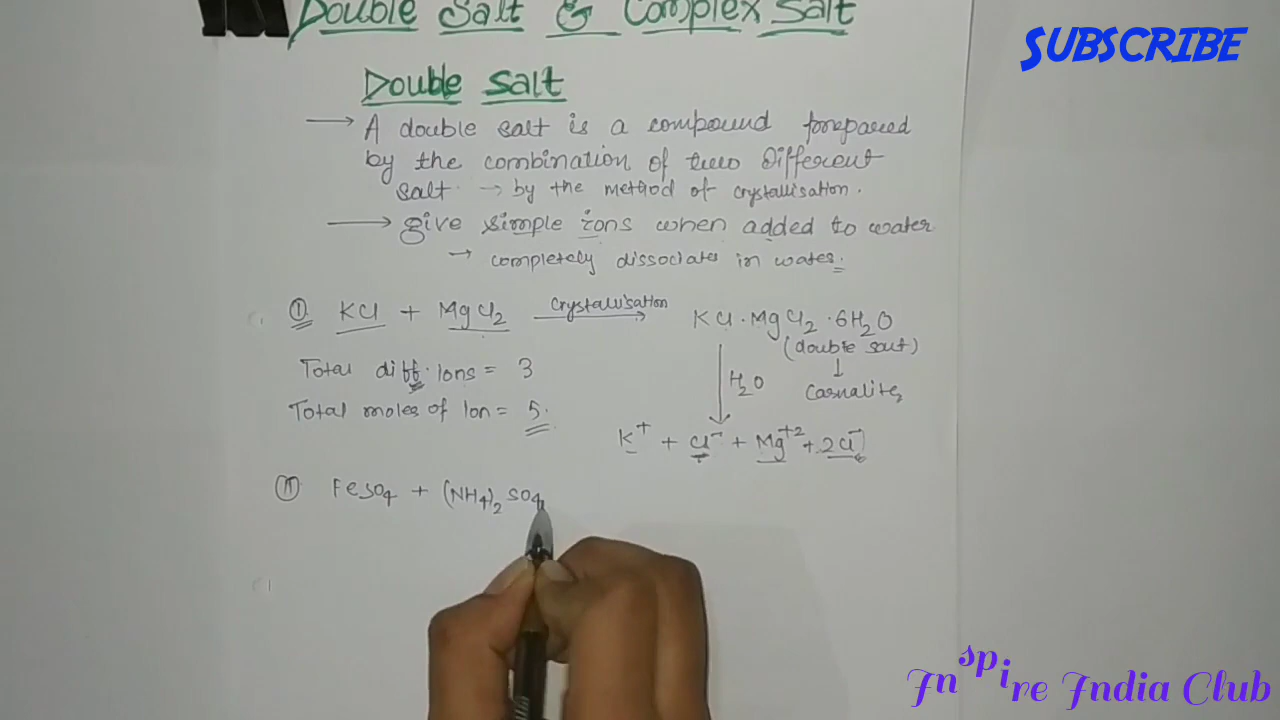 Double Salt & Complex Salt
SUBSCRIBE
Double Salt
→ A double salt is a compound prepared
by the combination of two Different
salt. → by the method of crystallisation.
→ give simple ions when added to water
→ completely dissociates in water.
① KCl + MgCl2 —Crystallisation→ KCl.MgCl2.6H2O
(double salt)
Total diff. Ions = 3
↓ H2O ↓
Carnalites
Total moles of Ion = 5.
K+ + Cl- + Mg+2 + 2Cl-
② FeSO4 + (NH4)2 SO4
Inspire India Club